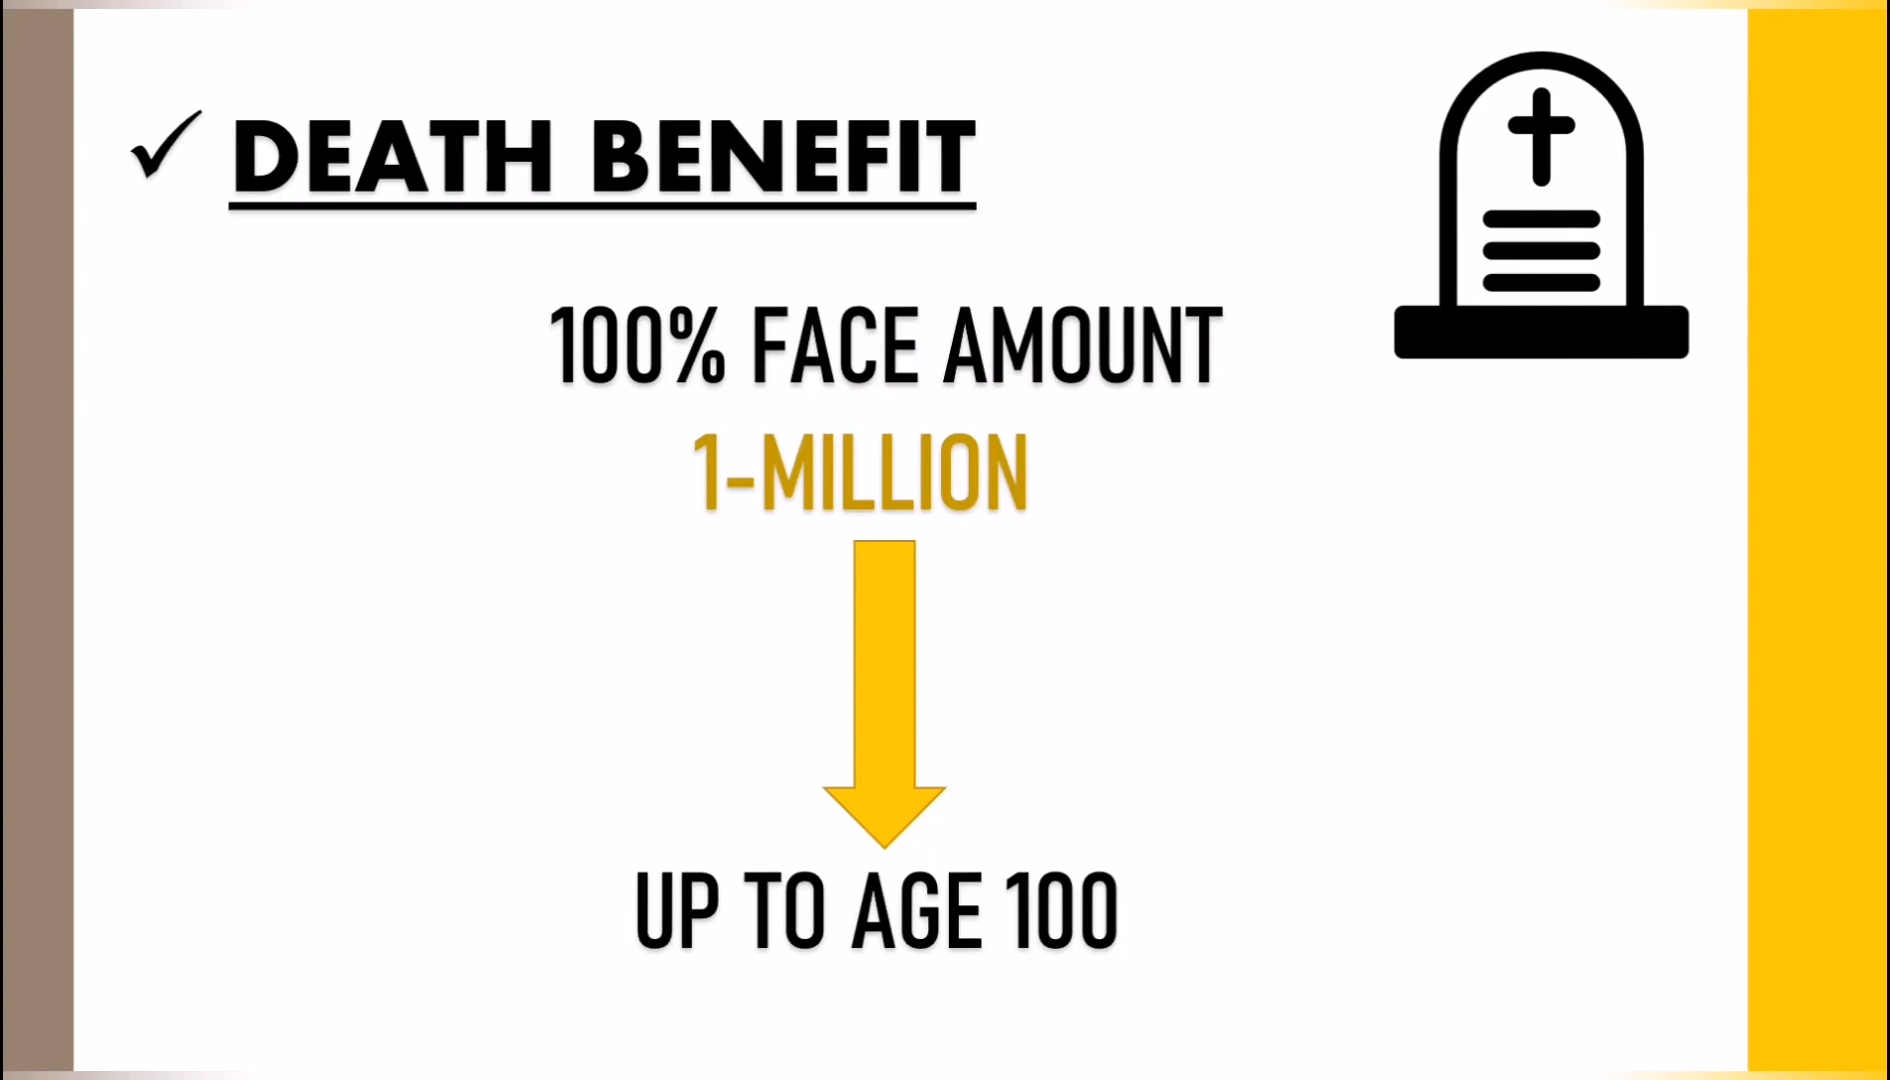 ✓ DEATH BENEFIT
100% FACE AMOUNT
1-MILLION
UP TO AGE 100